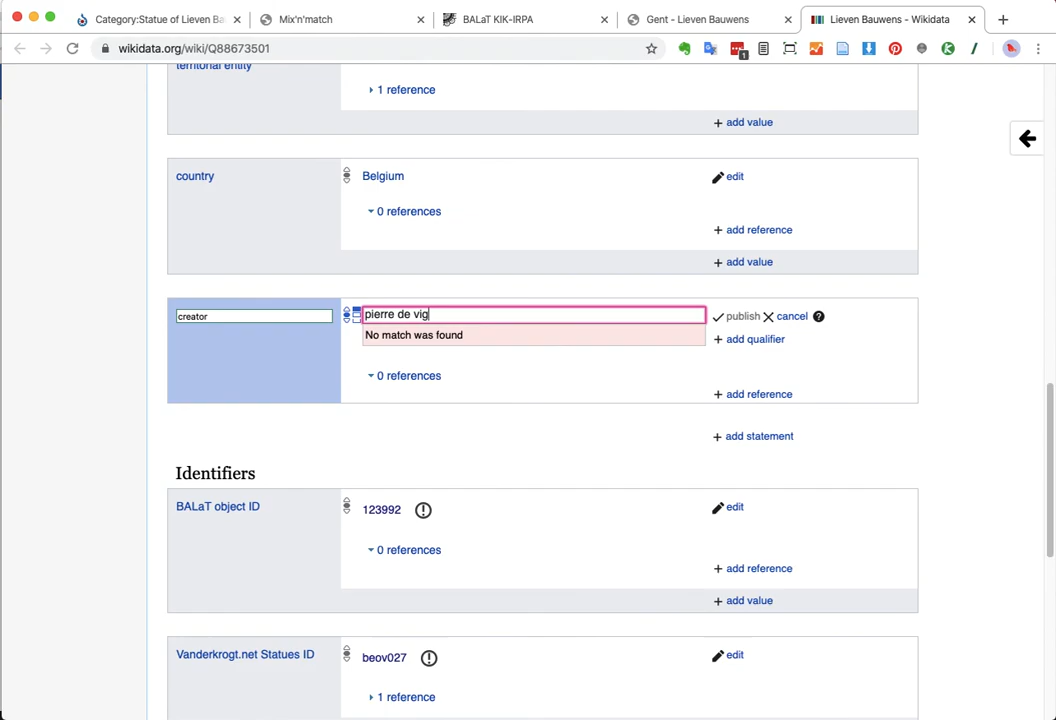 Category:Statue of Lieven Ba
Mix'n'match
BALaT KIK-IRPA
Gent - Lieven Bauwens
Lieven Bauwens - Wikidata
wikidata.org/wiki/Q88673501
1
territorial entity
1 reference
+ add value
country
Belgium
edit
0 references
+ add reference
+ add value
creator
pierre de vig
publish
cancel
?
No match was found
+ add qualifier
0 references
+ add reference
+ add statement
Identifiers
BALaT object ID
123992
edit
0 references
+ add reference
+ add value
Vanderkrogt.net Statues ID
beov027
edit
1 reference